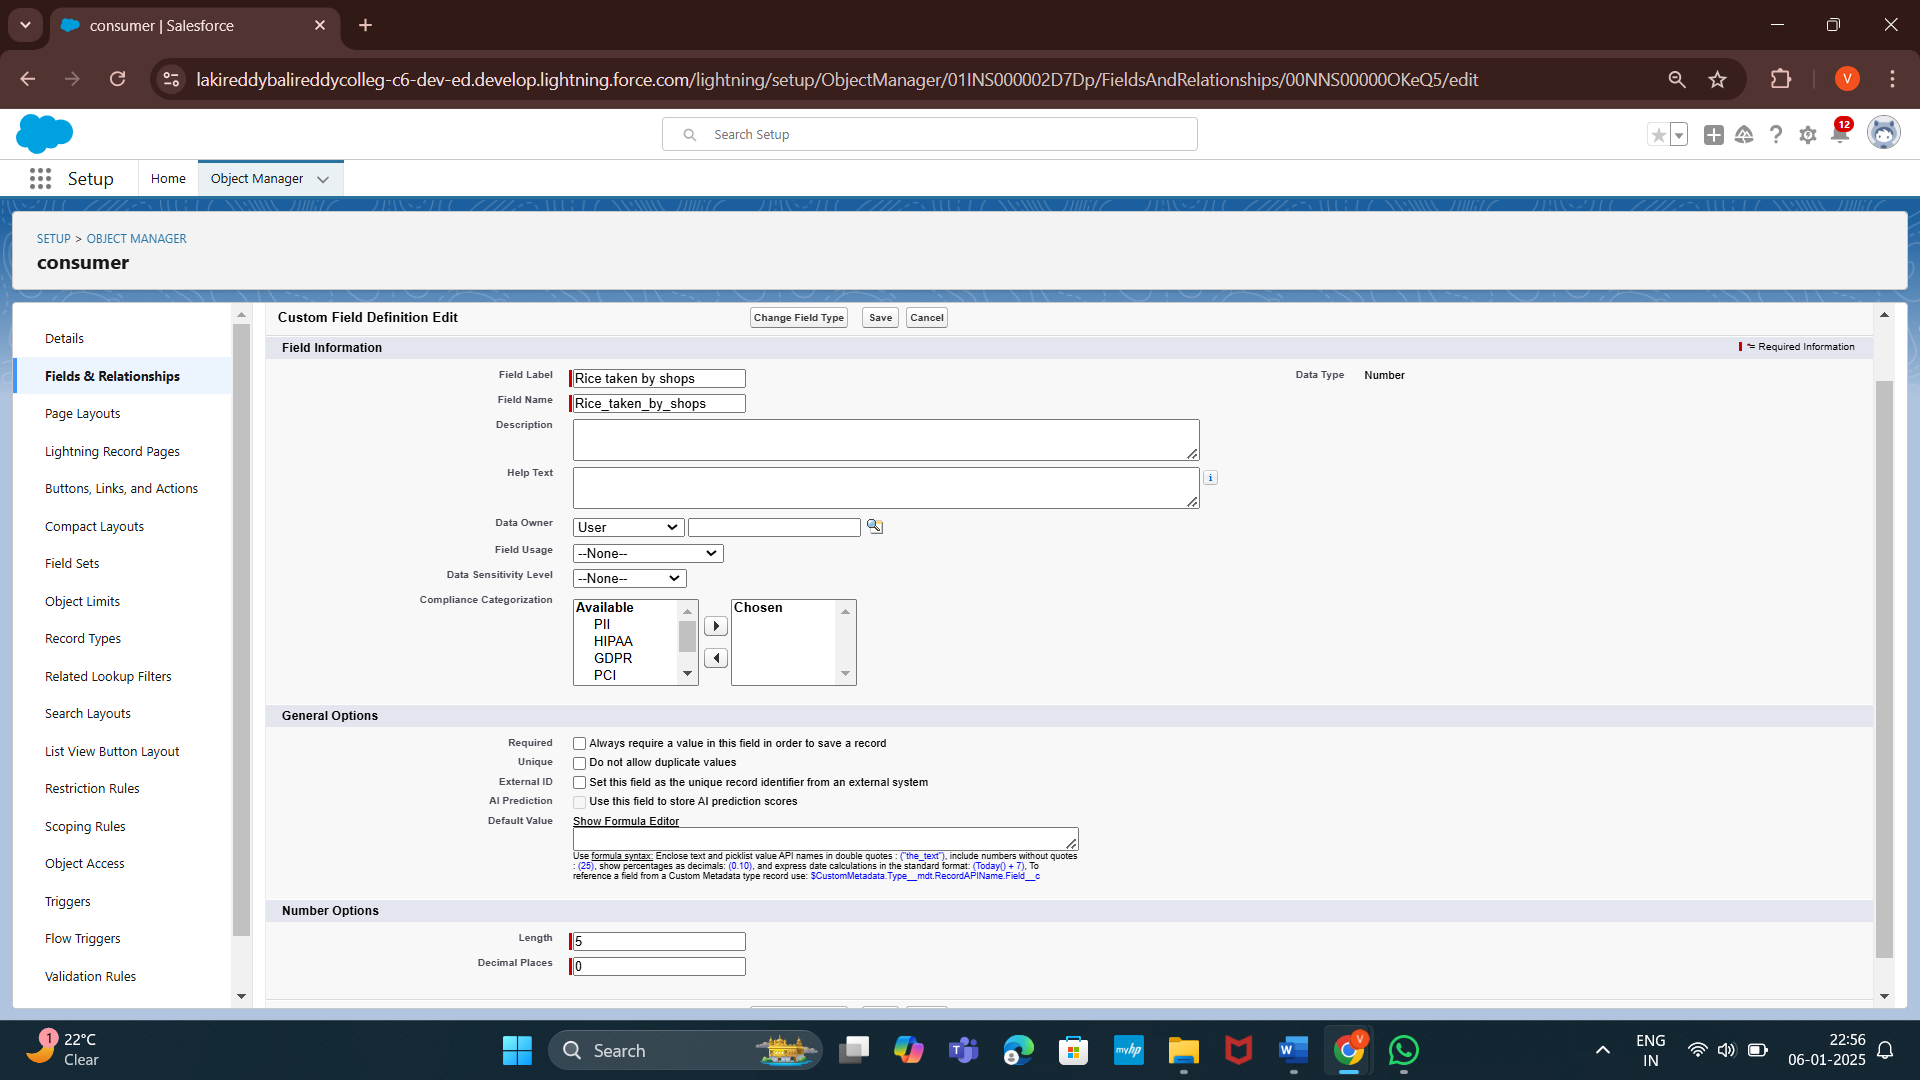 consumer | Salesforce
lakireddybalireddycolleg-c6-dev-ed.develop.lightning.force.com/lightning/setup/ObjectManager/01INS000002D7Dp/FieldsAndRelationships/00NNS00000OKeQ5/edit
V
Search Setup
12
Setup
Home
Object Manager
SETUP > OBJECT MANAGER
consumer
Details
Fields & Relationships
Page Layouts
Lightning Record Pages
Buttons, Links, and Actions
Compact Layouts
Field Sets
Object Limits
Record Types
Related Lookup Filters
Search Layouts
List View Button Layout
Restriction Rules
Scoping Rules
Object Access
Triggers
Flow Triggers
Validation Rules
Custom Field Definition Edit
Change Field Type
Save
Cancel
Field Information
= Required Information
Field Label
Rice taken by shops
Data Type
Number
Field Name
Rice_taken_by_shops
Description
Help Text
i
Data Owner
User
Field Usage
--None--
Data Sensitivity Level
--None--
Compliance Categorization
Available
PII
HIPAA
GDPR
PCI
Chosen
General Options
Required
Always require a value in this field in order to save a record
Unique
Do not allow duplicate values
External ID
Set this field as the unique record identifier from an external system
AI Prediction
Use this field to store AI prediction scores
Default Value
Show Formula Editor
Use formula syntax: Enclose text and picklist value API names in double quotes : ("the_text"), include numbers without quotes
: (25), show percentages as decimals: (0.10), and express date calculations in the standard format: (Today() + 7), To
reference a field from a Custom Metadata type record use: $CustomMetadata.Type__mdt.RecordAPIName.Field__c
Number Options
Length
5
Decimal Places
0
1
22°C
Clear
Search
myhp
W
V
ENG
IN
22:56
06-01-2025